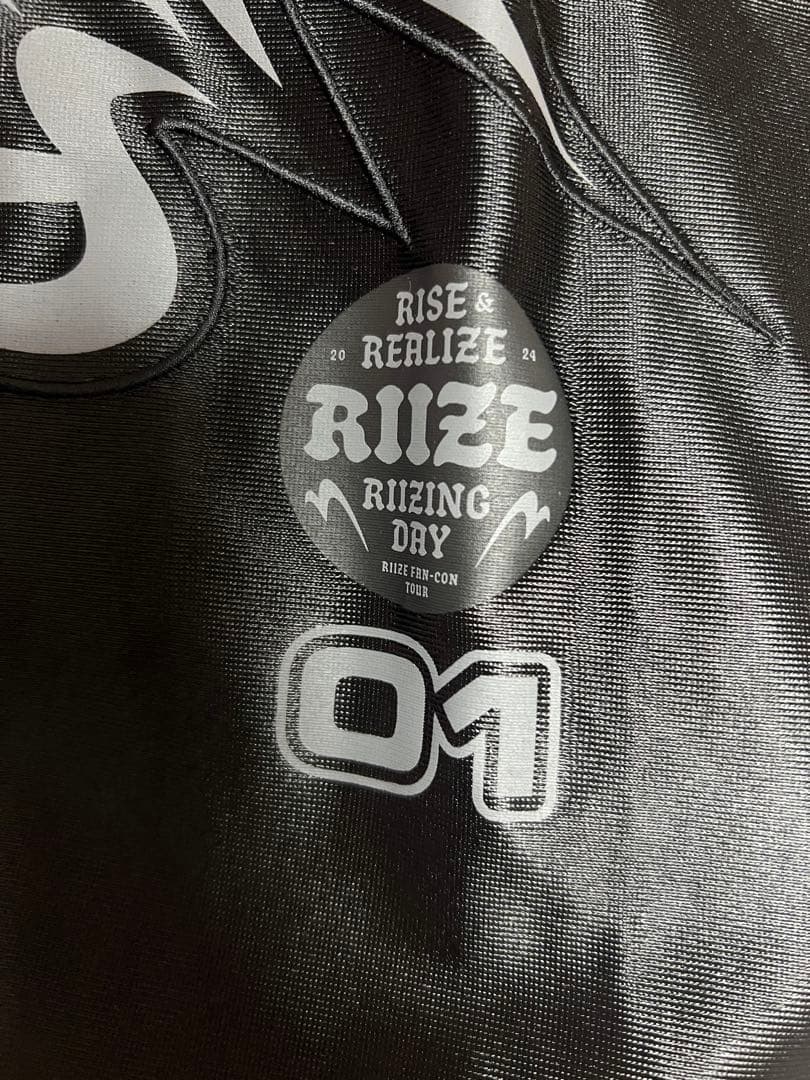 RISE &
REALIZE
20 24
RIIZE
RIIZING
DAY
RIIZE FAN-CON
TOUR
01